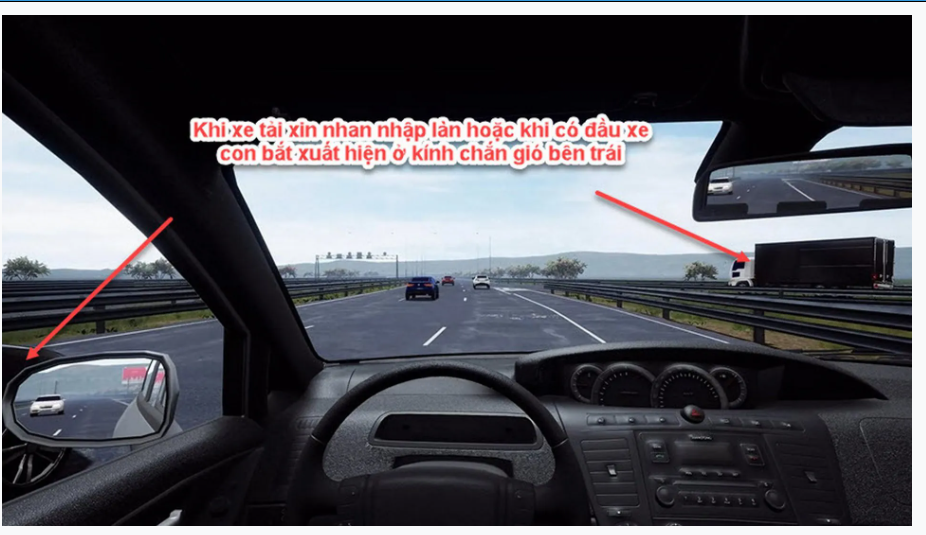 Khi xe tải xin nhan nhập làn hoặc khi có đầu xe
con bắt xuất hiện ở kính chắn gió bên trái